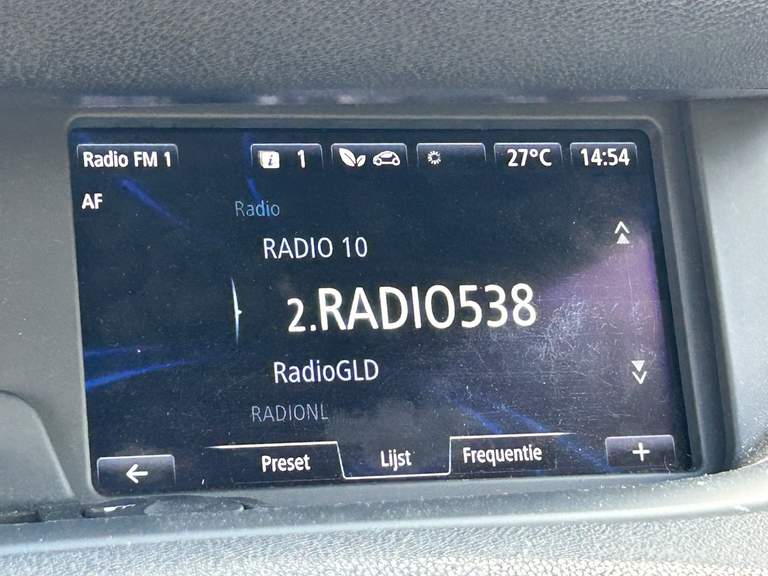 Radio FM 1
i 1
27°C
14:54
AF
Radio
RADIO 10
2.RADIO538
RadioGLD
RADIONL
Preset
Lijst
Frequentie
+